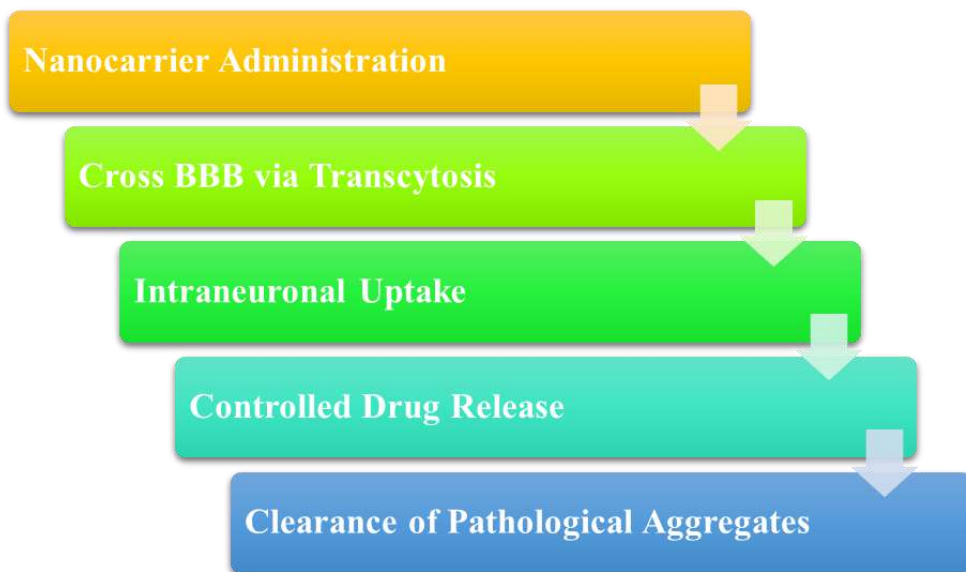 Nanocarrier Administration
Cross BBB via Transcytosis
Intraneuronal Uptake
Controlled Drug Release
Clearance of Pathological Aggregates